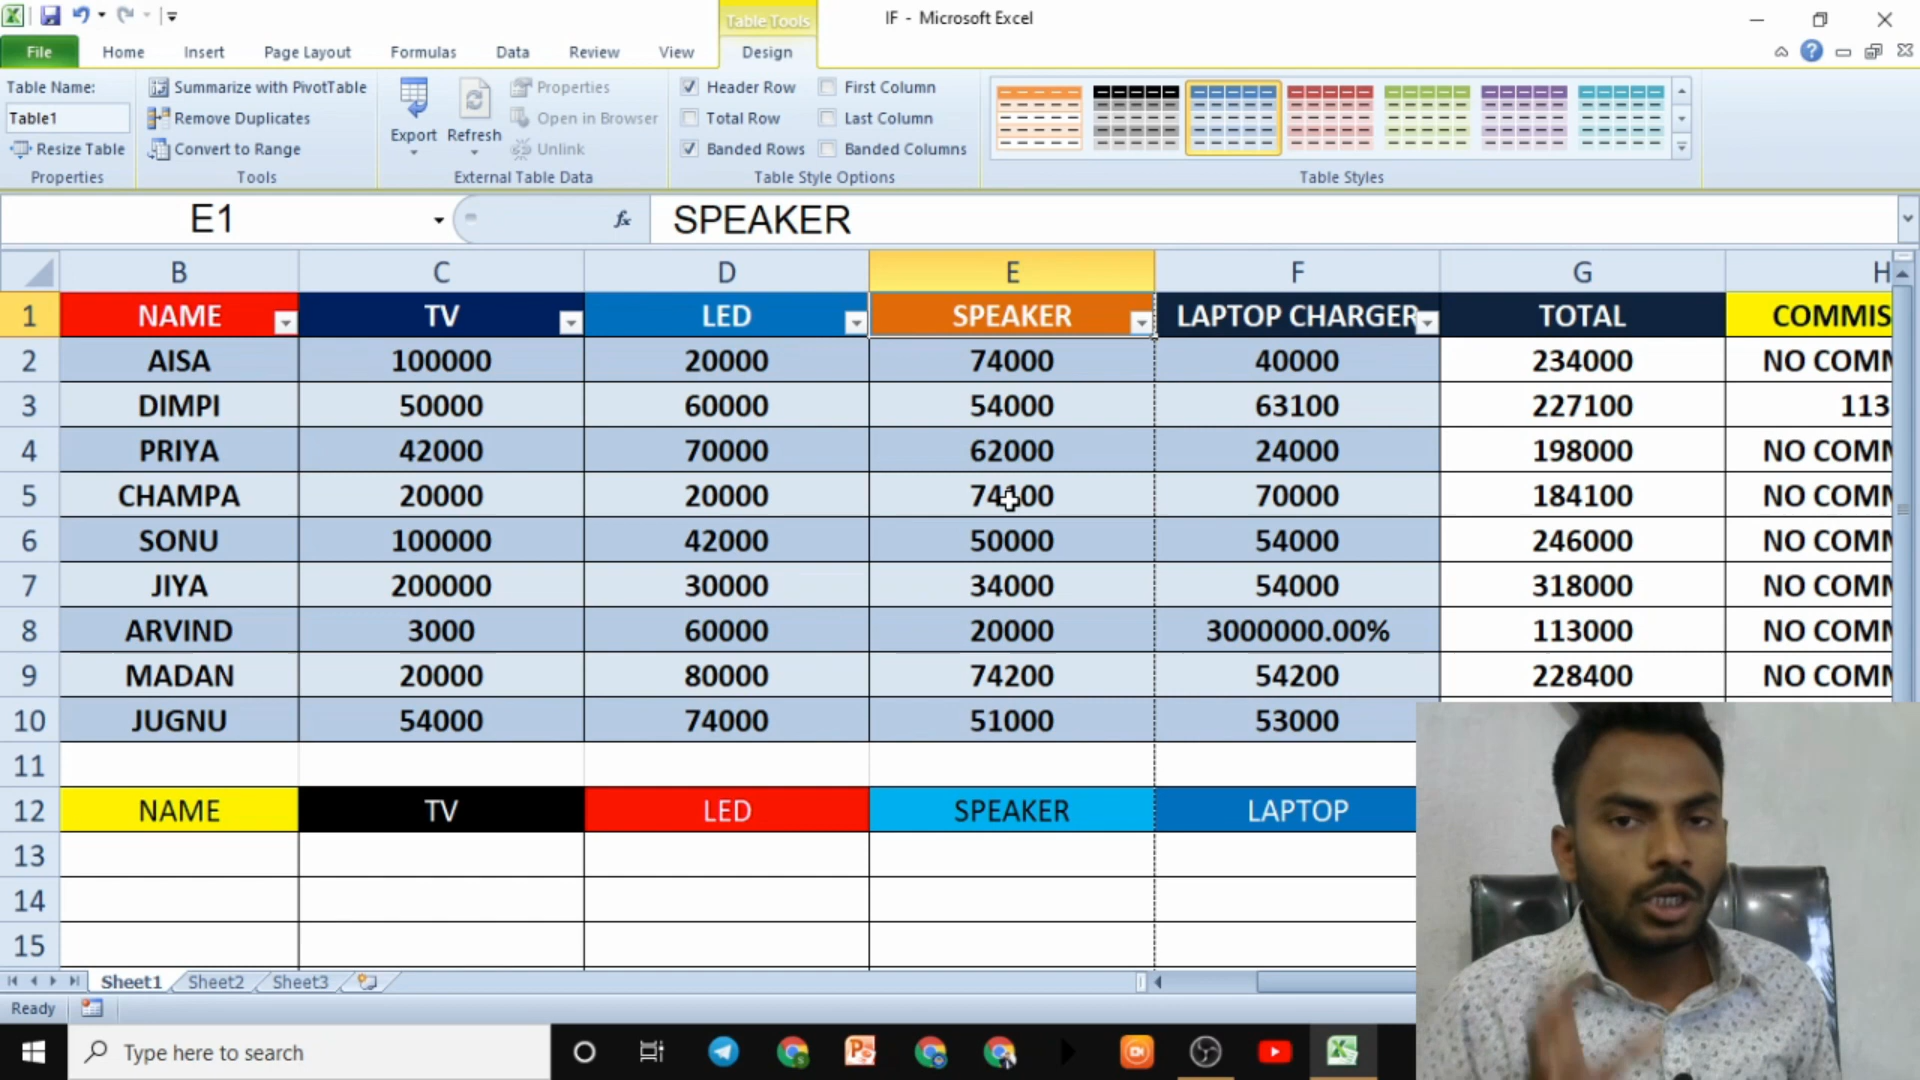 Table Tools
IF - Microsoft Excel
File Home Insert Page Layout Formulas Data Review View Design
Table Name:
Table1
Resize Table
Properties
Summarize with PivotTable
Remove Duplicates
Convert to Range
Tools
Export
Refresh
Properties
Open in Browser
Unlink
External Table Data
Header Row
Total Row
Banded Rows
First Column
Last Column
Banded Columns
Table Style Options
Table Styles
E1 fx SPEAKER
B C D E F G H
1 NAME TV LED SPEAKER LAPTOP CHARGER TOTAL COMMIS
2 AISA 100000 20000 74000 40000 234000 NO COMM
3 DIMPI 50000 60000 54000 63100 227100 113
4 PRIYA 42000 70000 62000 24000 198000 NO COMM
5 CHAMPA 20000 20000 74100 70000 184100 NO COMM
6 SONU 100000 42000 50000 54000 246000 NO COMM
7 JIYA 200000 30000 34000 54000 318000 NO COMM
8 ARVIND 3000 60000 20000 3000000.00% 113000 NO COMM
9 MADAN 20000 80000 74200 54200 228400 NO COMM
10 JUGNU 54000 74000 51000 53000
11
12 NAME TV LED SPEAKER LAPTOP
13
14
15
Sheet1 Sheet2 Sheet3
Ready
Type here to search